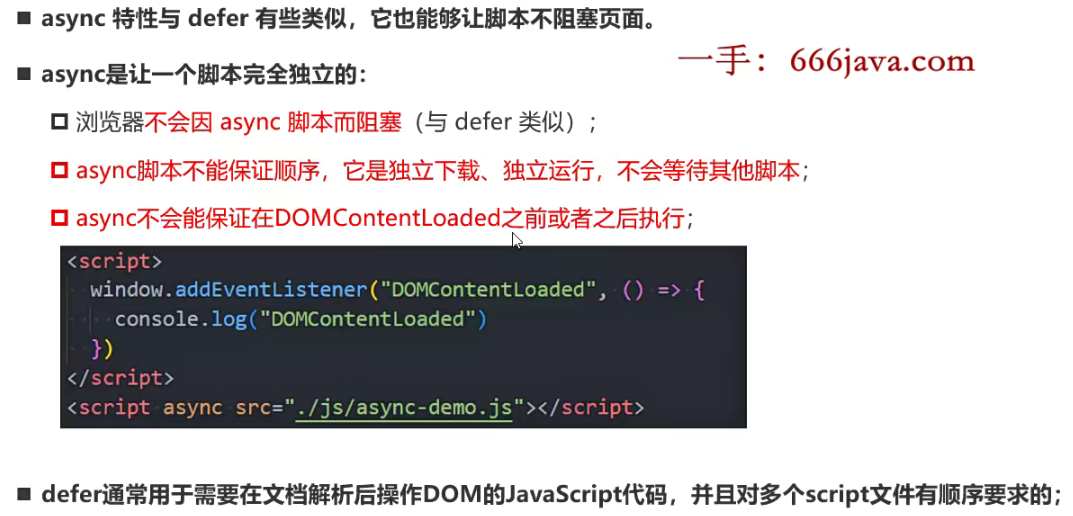 ■ async 特性与 defer 有些类似，它也能够让脚本不阻塞页面。
一手：666java.com
■ async是让一个脚本完全独立的：
浏览器不会因 async 脚本而阻塞（与 defer 类似）；
async脚本不能保证顺序，它是独立下载、独立运行，不会等待其他脚本；
async不会能保证在DOMContentLoaded之前或者之后执行；
<script>
window.addEventListener("DOMContentLoaded", () => {
console.log("DOMContentLoaded")
})
</script>
<script async src="./js/async-demo.js"></script>
■ defer通常用于需要在文档解析后操作DOM的JavaScript代码，并且对多个script文件有顺序要求的；